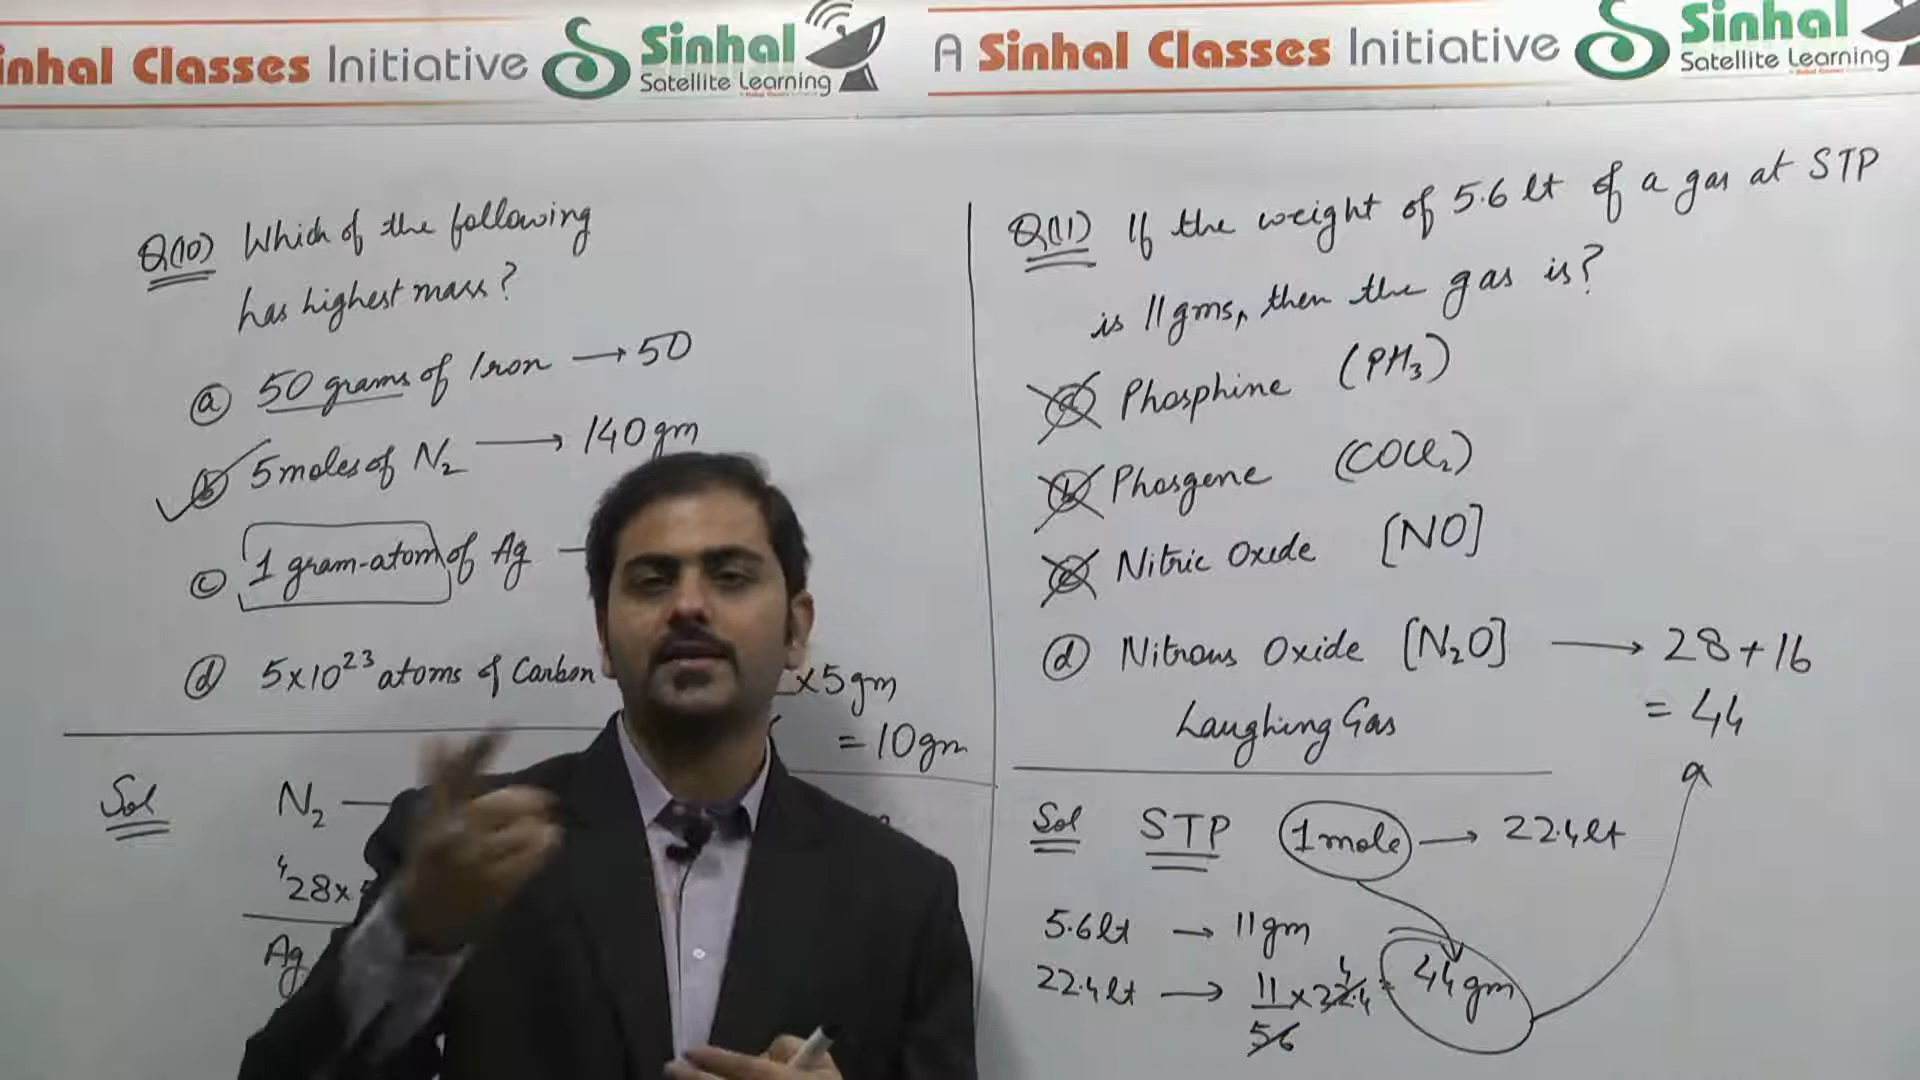 inhal Classes Initiative
Sinhal
Satellite Learning
A Sinhal Classes Initiative
Sinhal
Satellite Learning
Q(10) Which of the following
has highest mass?
(a) 50 grams of Iron → 50
(b) 5 moles of N₂ → 140 gm
(c) 1 gram-atom of Ag
(d) 5×10²³ atoms of Carbon
×5 gm
= 10 gm
Sol
N₂
28×
Ag
Q(11) If the weight of 5.6 lt of a gas at STP
is 11 gms, then the gas is?
(a) Phosphine (PH₃)
(b) Phosgene (COCl₂)
(c) Nitric Oxide [NO]
(d) Nitrous Oxide [N₂O] → 28+16
= 44
Laughing Gas
Sol STP 1 mole → 22.4 lt
5.6 lt → 11 gm
22.4 lt → 11/56 × 22.4 = 44 gm